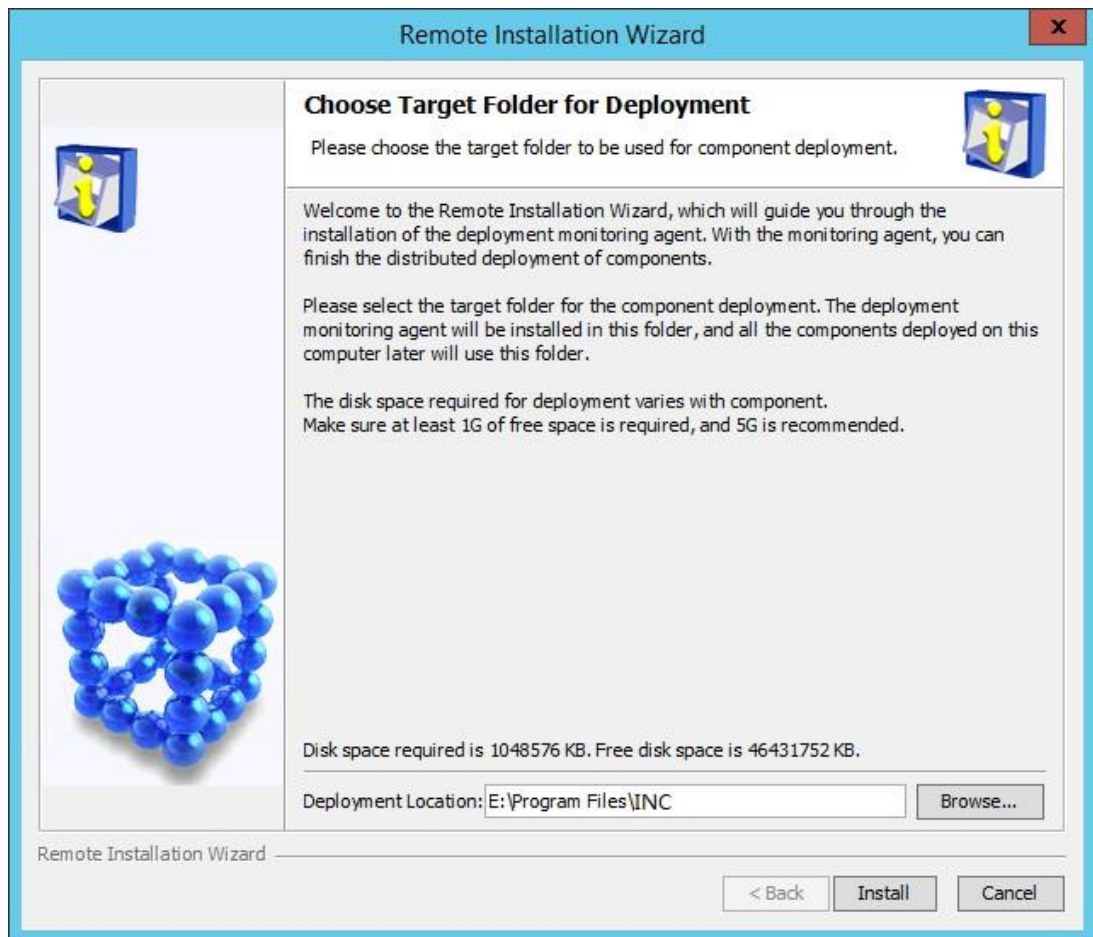 Remote Installation Wizard
x
Choose Target Folder for Deployment
Please choose the target folder to be used for component deployment.
Welcome to the Remote Installation Wizard, which will guide you through the
installation of the deployment monitoring agent. With the monitoring agent, you can
finish the distributed deployment of components.
Please select the target folder for the component deployment. The deployment
monitoring agent will be installed in this folder, and all the components deployed on this
computer later will use this folder.
The disk space required for deployment varies with component.
Make sure at least 1G of free space is required, and 5G is recommended.
Disk space required is 1048576 KB. Free disk space is 46431752 KB.
Deployment Location: E:\Program Files\INC Browse...
Remote Installation Wizard
< Back Install Cancel